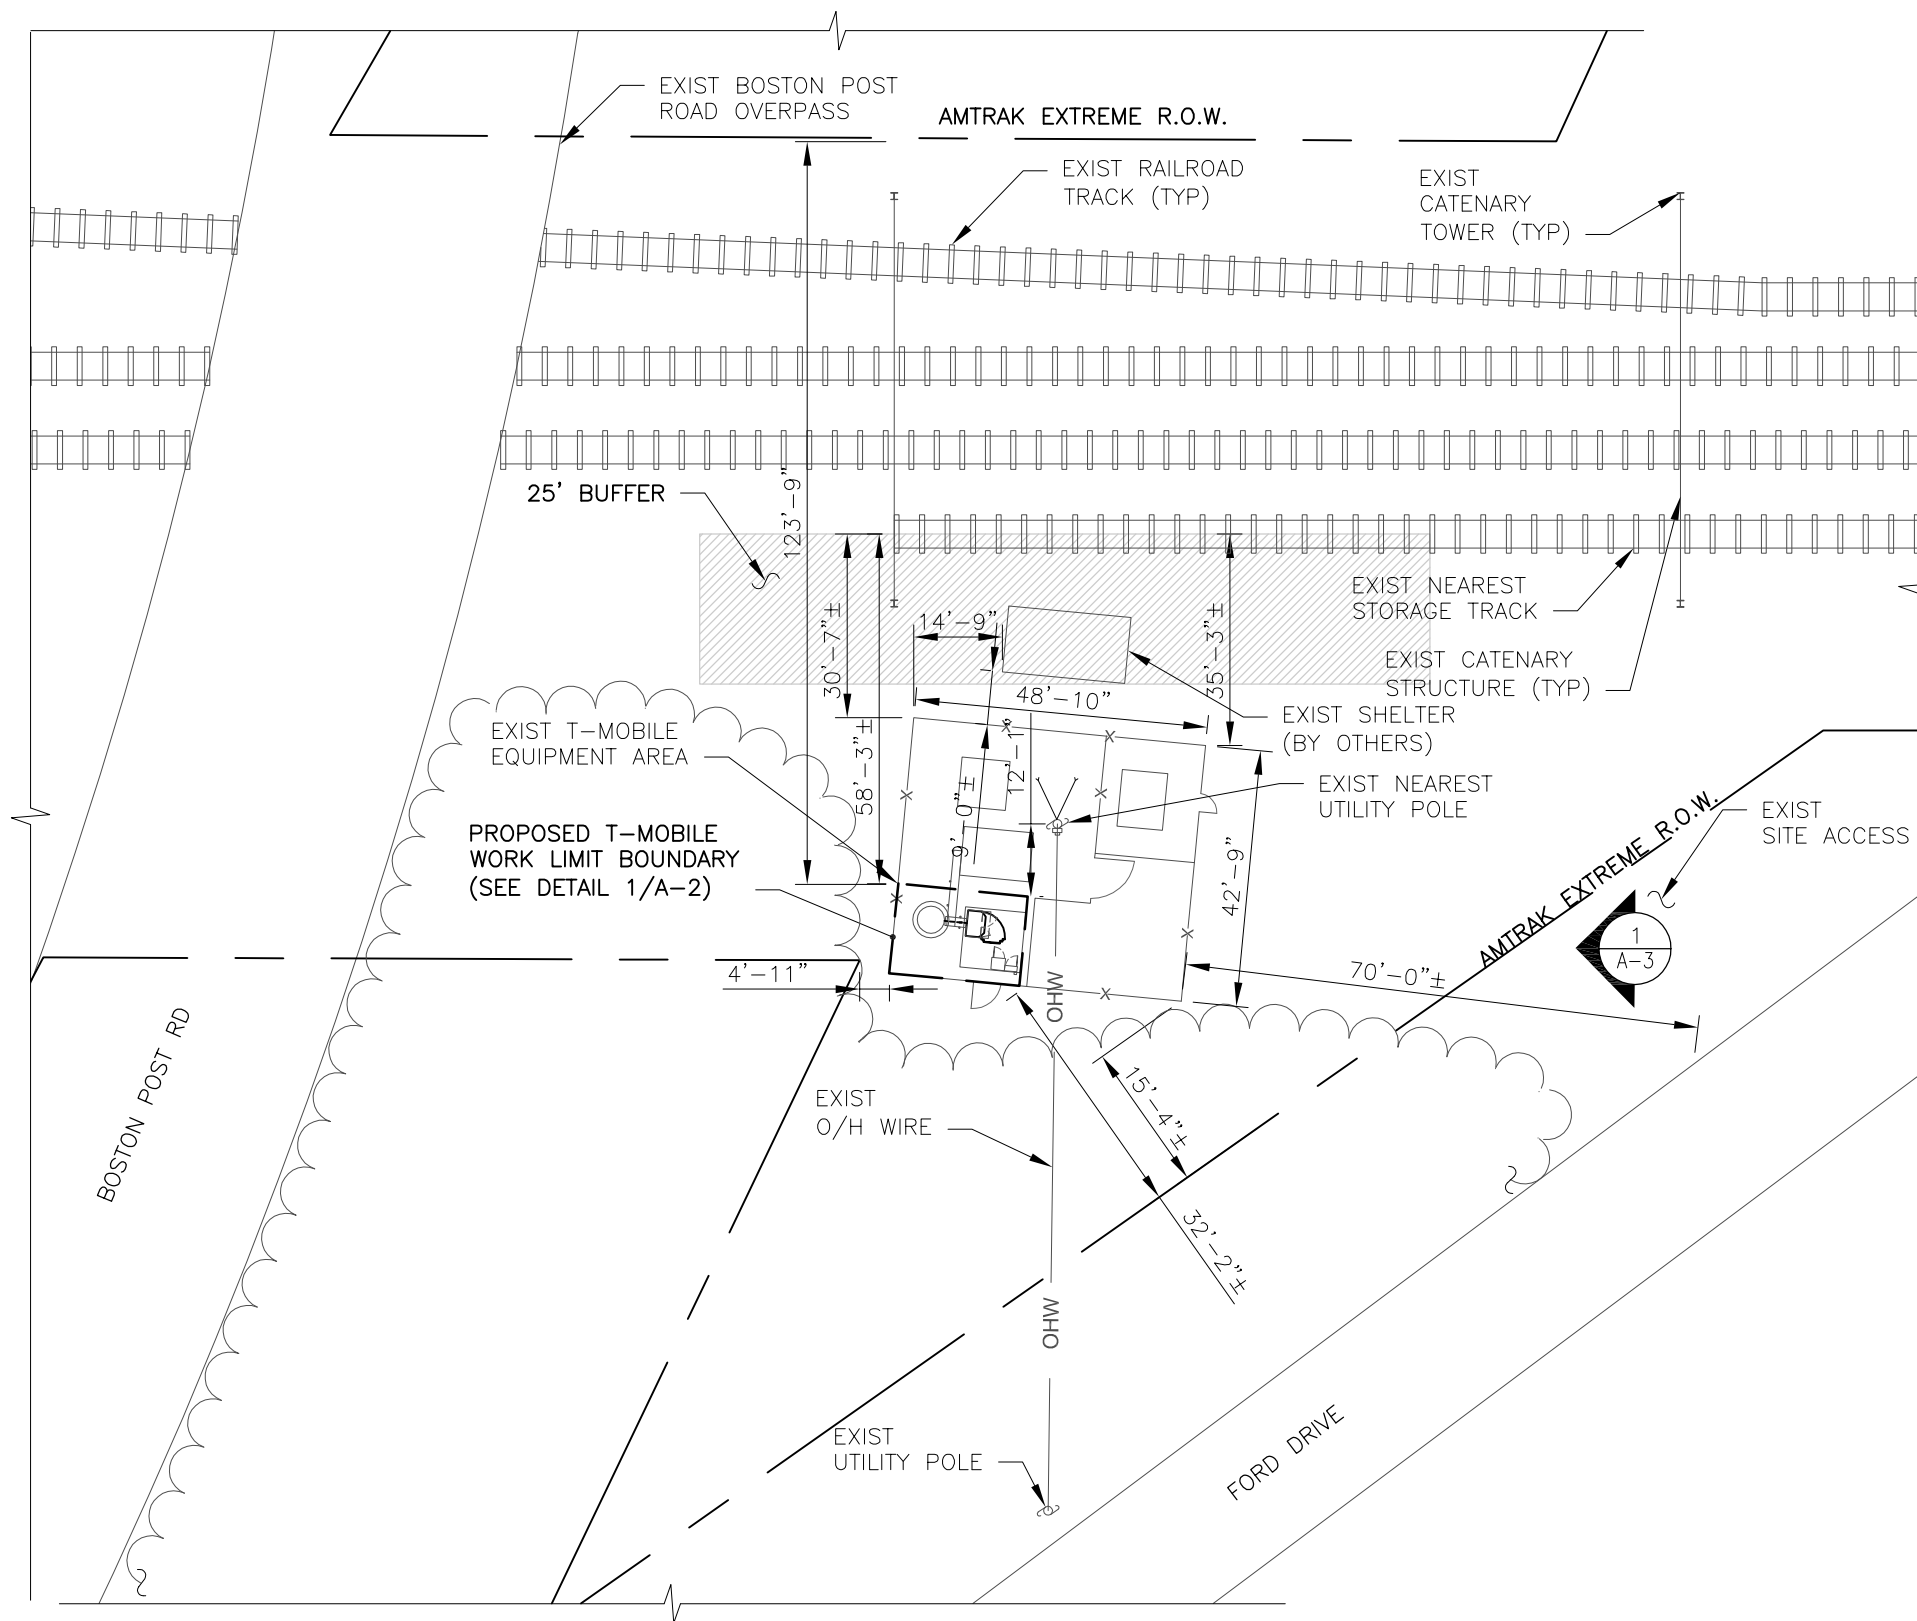 EXIST BOSTON POST
ROAD OVERPASS
AMTRAK EXTREME R.O.W.
EXIST RAILROAD
TRACK (TYP)
EXIST
CATENARY
TOWER (TYP)
25' BUFFER
123'-9"
EXIST NEAREST
STORAGE TRACK
30'-7"±
14'-9"
35'-3"±
EXIST CATENARY
STRUCTURE (TYP)
48'-10"
EXIST SHELTER
(BY OTHERS)
EXIST T-MOBILE
EQUIPMENT AREA
58'-3"±
12'-1"
9'-0"±
EXIST NEAREST
UTILITY POLE
PROPOSED T-MOBILE
WORK LIMIT BOUNDARY
(SEE DETAIL 1/A-2)
42'-9"
AMTRAK EXTREME R.O.W.
EXIST
SITE ACCESS
1
A-3
4'-11"
70'-0"±
OHW
BOSTON POST RD
EXIST
O/H WIRE
15'-4"±
32'-2"±
OHW
EXIST
UTILITY POLE
FORD DRIVE